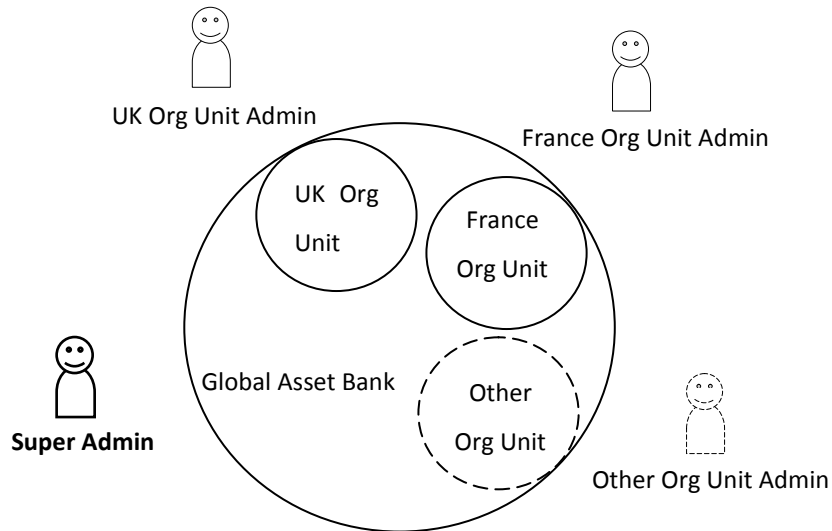 UK Org Unit Admin
France Org Unit Admin
UK Org
Unit
France
Org Unit
Global Asset Bank
Other
Org Unit
Super Admin
Other Org Unit Admin